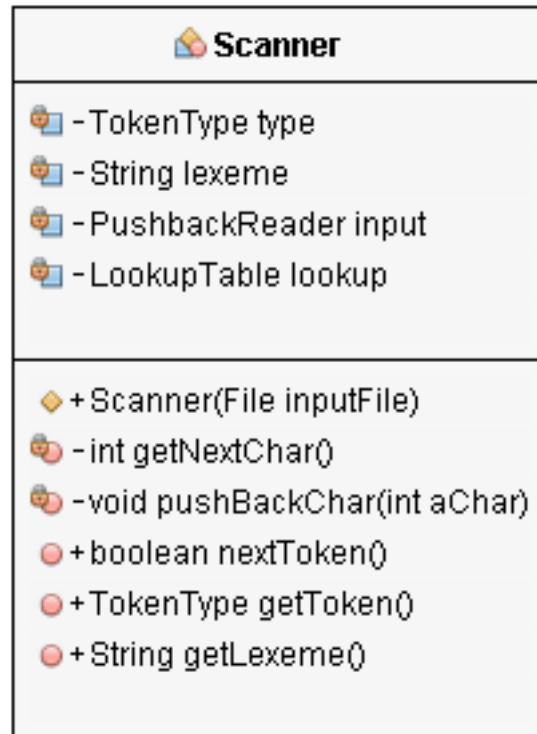 Scanner
-TokenType type
-String lexeme
-PushbackReader input
-LookupTable lookup
+Scanner(File inputFile)
-int getNextChar()
-void pushBackChar(int aChar)
+boolean nextToken()
+TokenType getToken()
+String getLexeme()